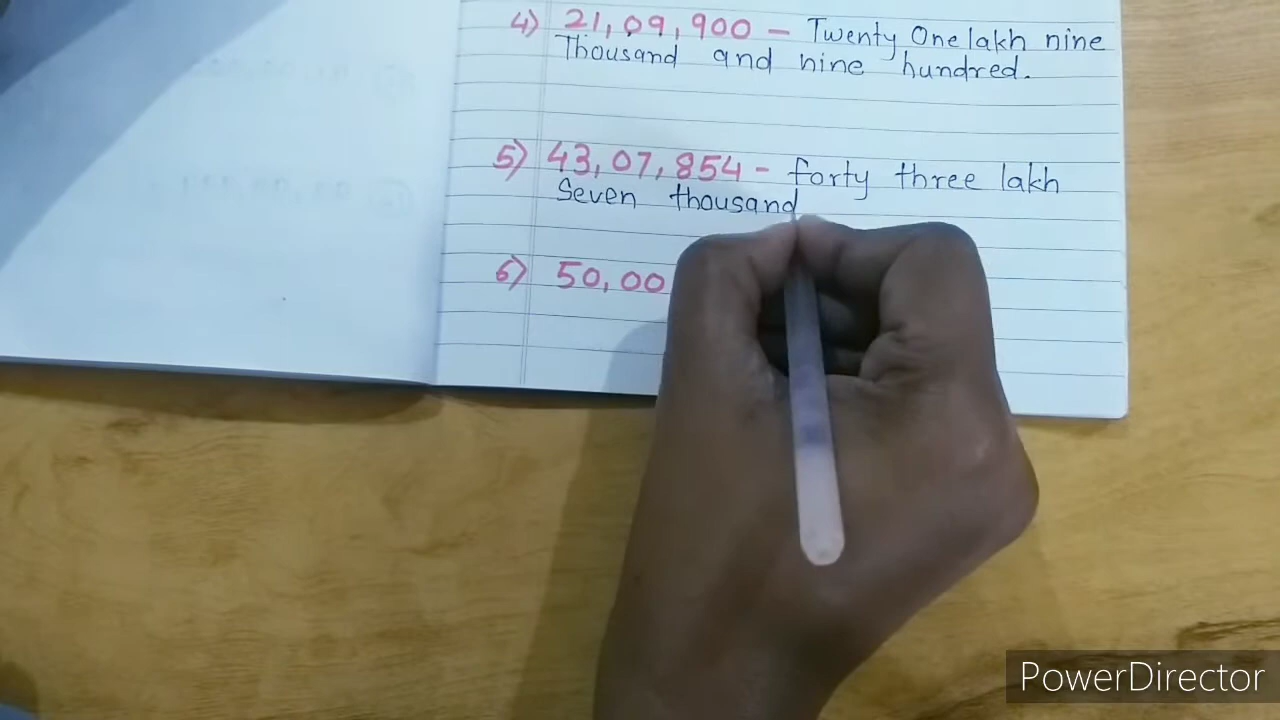 4) 21,09,900 – Twenty One lakh nine
Thousand and nine hundred.
5) 43,07,854 - forty three lakh
Seven thousand
6) 50,00
PowerDirector